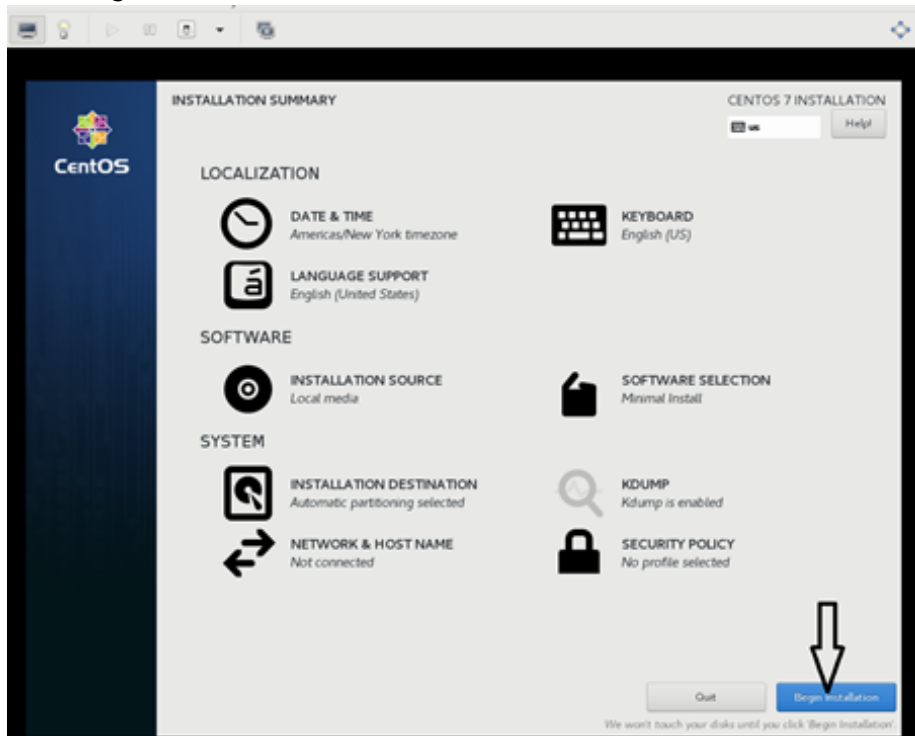 INSTALLATION SUMMARY
CENTOS 7 INSTALLATION
us
Help!
CentOS
LOCALIZATION
DATE & TIME
Americas/New York timezone
KEYBOARD
English (US)
LANGUAGE SUPPORT
English (United States)
SOFTWARE
INSTALLATION SOURCE
Local media
SOFTWARE SELECTION
Minimal Install
SYSTEM
INSTALLATION DESTINATION
Automatic partitioning selected
KDUMP
Kdump is enabled
NETWORK & HOST NAME
Not connected
SECURITY POLICY
No profile selected
Quit
Begin Installation
We won't touch your disks until you click 'Begin Installation'.